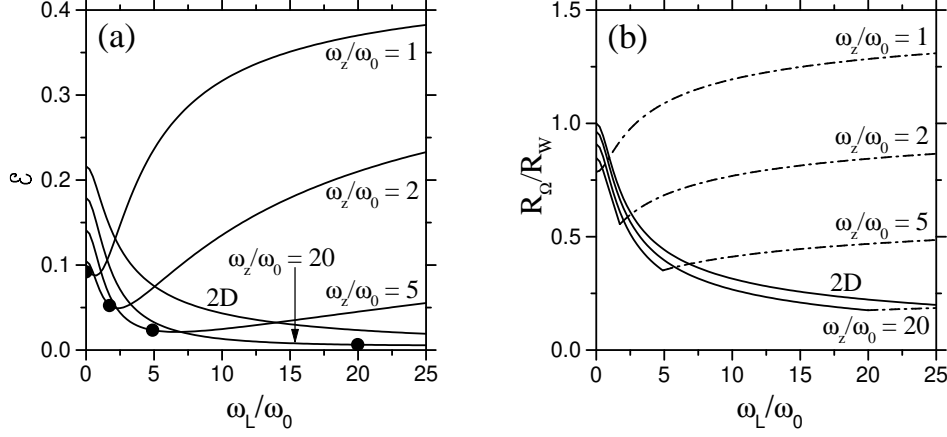 (a)
0.4
0.3
0.2
0.1
0.0
ℰ
ω_z/ω_0 = 1
ω_z/ω_0 = 2
ω_z/ω_0 = 20
2D
ω_z/ω_0 = 5
0 5 10 15 20 25
ω_L/ω_0
(b)
1.5
1.0
0.5
0.0
R_Ω/R_W
ω_z/ω_0 = 1
ω_z/ω_0 = 2
ω_z/ω_0 = 5
2D
ω_z/ω_0 = 20
0 5 10 15 20 25
ω_L/ω_0